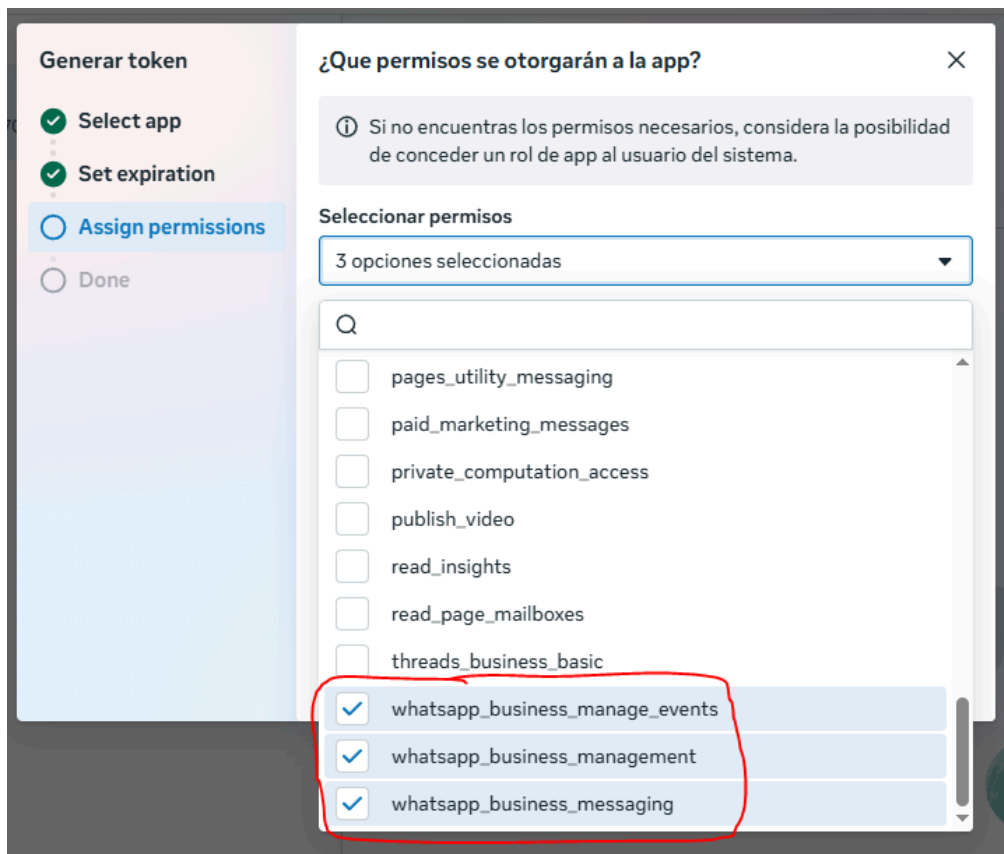 Generar token
Select app
Set expiration
Assign permissions
Done
¿Que permisos se otorgarán a la app?
Si no encuentras los permisos necesarios, considera la posibilidad
de conceder un rol de app al usuario del sistema.
Seleccionar permisos
3 opciones seleccionadas
pages_utility_messaging
paid_marketing_messages
private_computation_access
publish_video
read_insights
read_page_mailboxes
threads_business_basic
whatsapp_business_manage_events
whatsapp_business_management
whatsapp_business_messaging